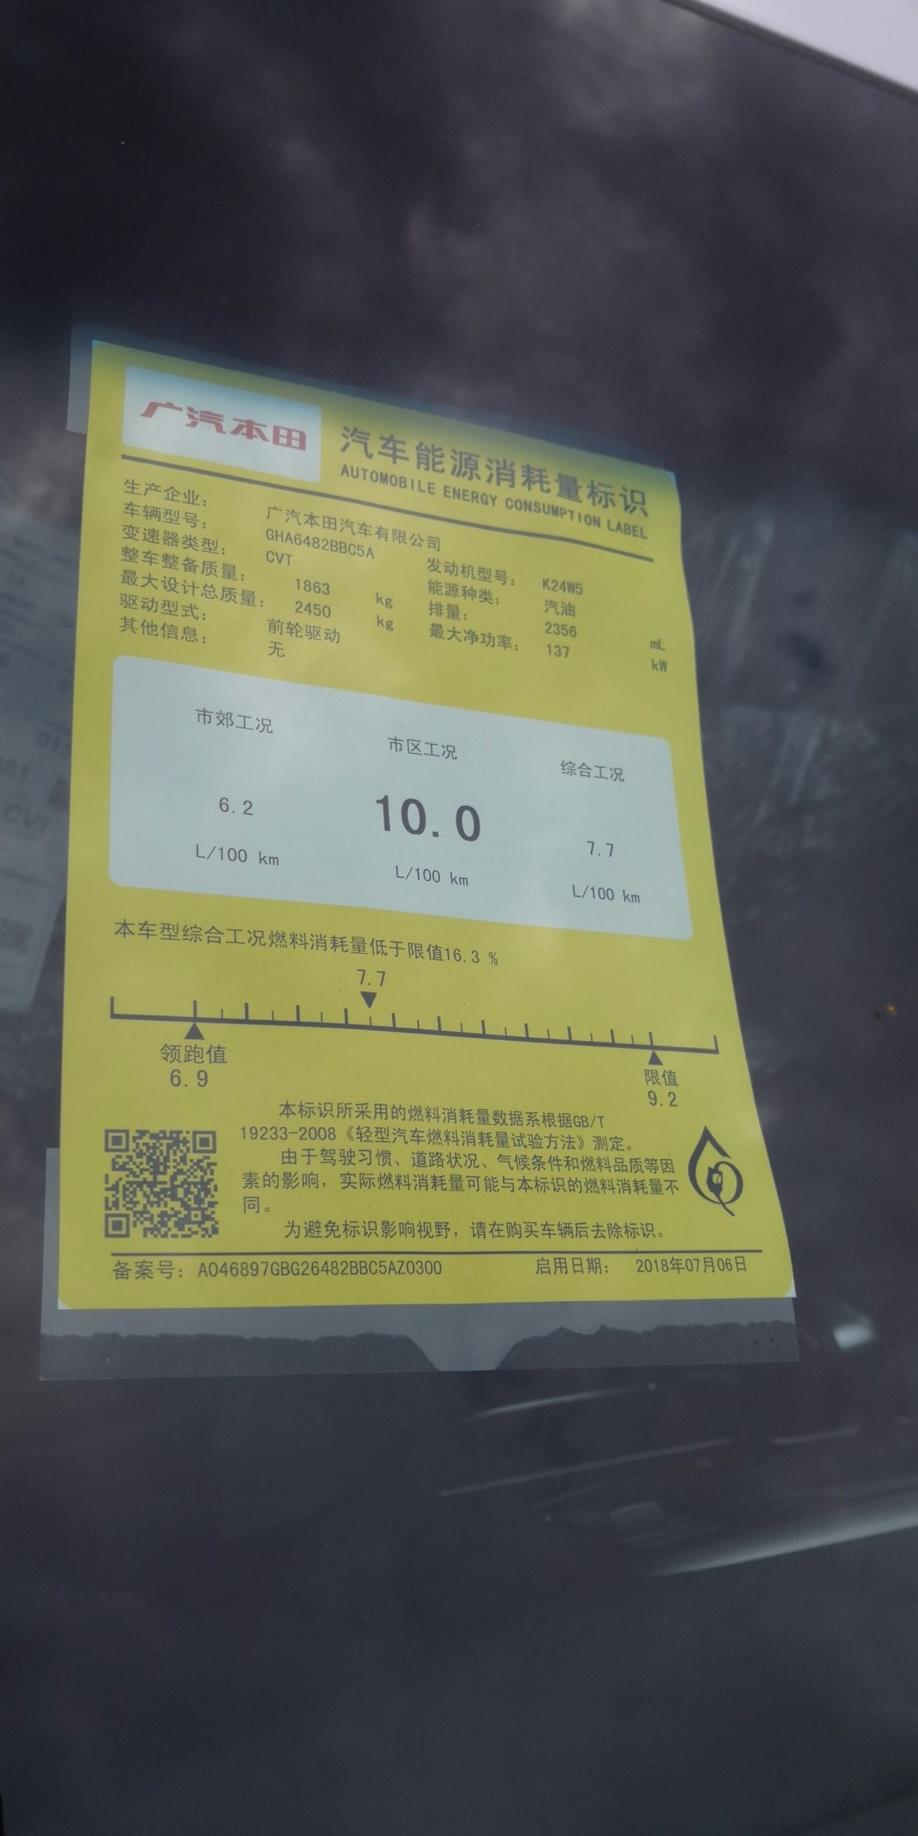 广汽本田
汽车能源消耗量标识
AUTOMOBILE ENERGY CONSUMPTION LABEL
生产企业： 广汽本田汽车有限公司
车辆型号： GHA6482BBC5A 发动机型号： K24W5
变速器类型： CVT 能源种类： 汽油
整车整备质量： 1863 kg 排量： 2356 mL
最大设计总质量： 2450 kg 最大净功率： 137 kW
驱动型式： 前轮驱动
其他信息： 无
市郊工况 市区工况 综合工况
6.2 10.0 7.7
L/100 km L/100 km L/100 km
本车型综合工况燃料消耗量低于限值16.3 %
7.7
领跑值 限值
6.9 9.2
本标识所采用的燃料消耗量数据系根据GB/T
19233-2008《轻型汽车燃料消耗量试验方法》测定。
由于驾驶习惯、道路状况、气候条件和燃料品质等因
素的影响，实际燃料消耗量可能与本标识的燃料消耗量不
同。
为避免标识影响视野，请在购买车辆后去除标识。
备案号： A046897GBG26482BBC5AZ0300 启用日期： 2018年07月06日